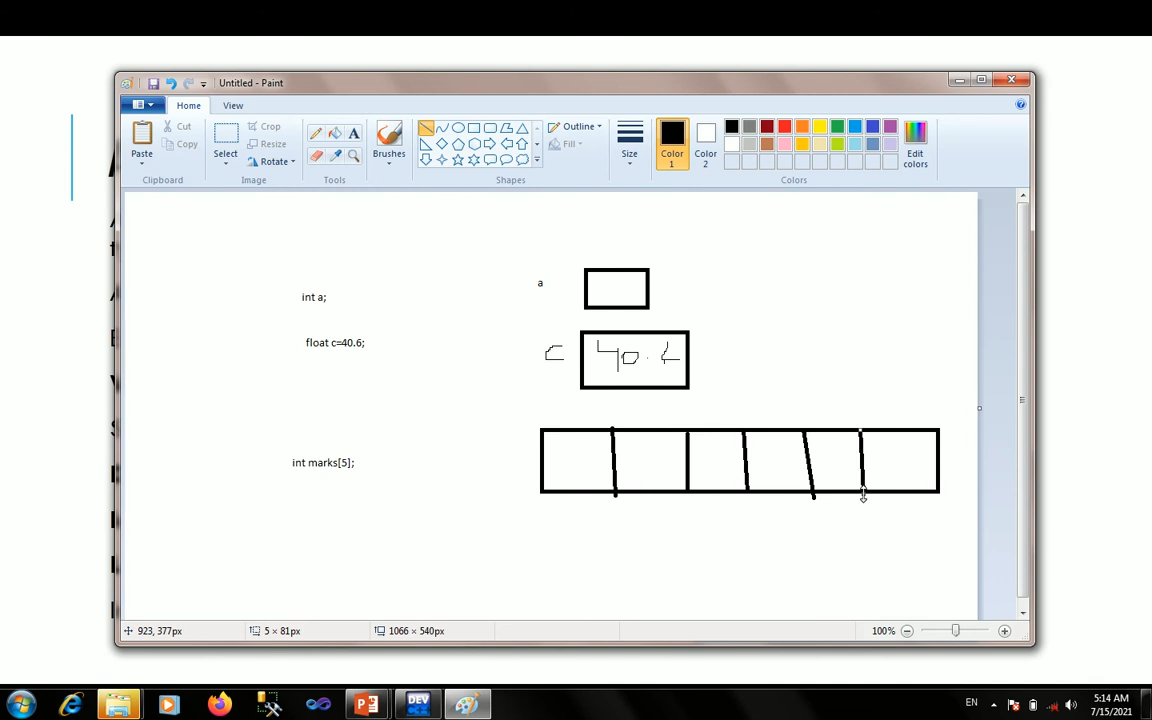 Untitled - Paint
Home View
Cut
Copy
Paste
Clipboard
Crop
Resize
Rotate
Select
Image
Tools
Brushes
Outline
Fill
Shapes
Size
Color 1
Color 2
Edit colors
Colors
int a;
a
float c=40.6;
c
40.6
int marks[5];
923, 377px
5 × 81px
1066 × 540px
100%
DEV
EN
5:14 AM
7/15/2021